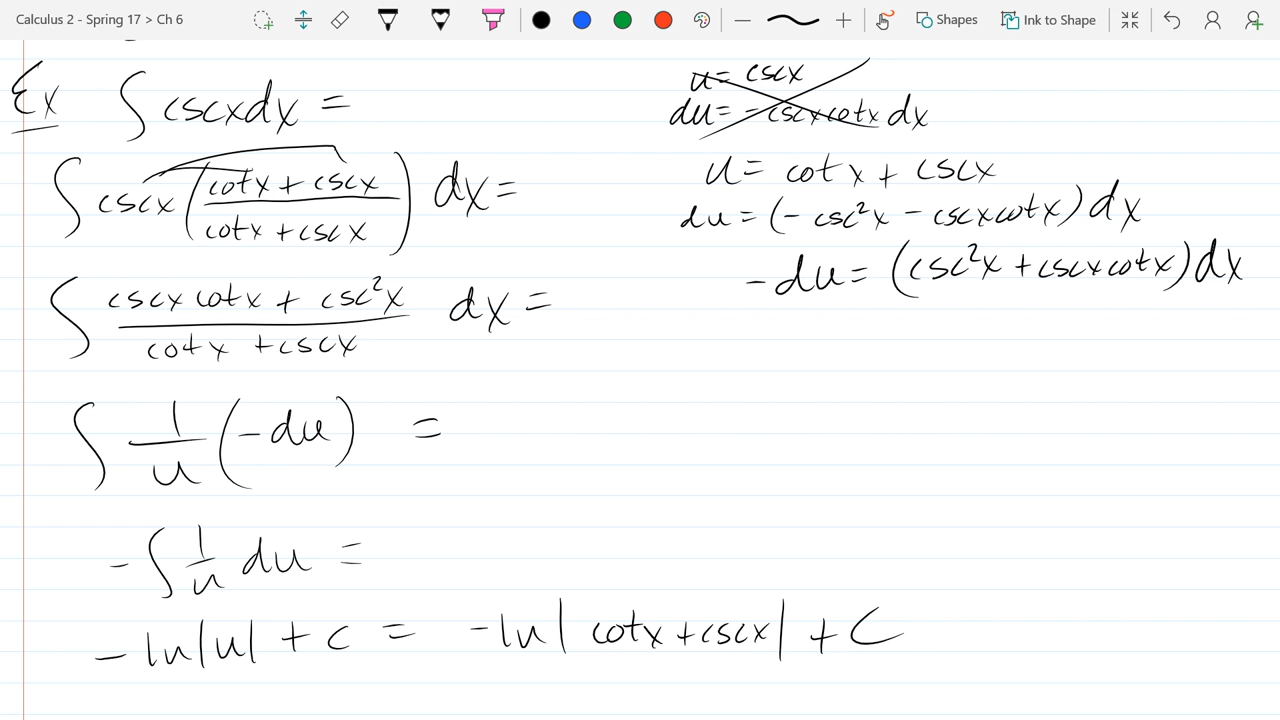 Calculus 2 - Spring 17 > Ch 6
Shapes
Ink to Shape
Ex ∫ cscx dx =
∫ cscx ( (cotx + cscx) / (cotx + cscx) ) dx =
∫ (cscx cotx + csc²x) / (cotx + cscx) dx =
∫ 1/u (-du) =
- ∫ 1/u du =
- ln|u| + c = -ln| cotx + cscx| + C
u = cscx
du = - cscx cotx dx
u = cotx + cscx
du = (- csc²x - cscx cotx) dx
-du = (csc²x + cscx cotx) dx